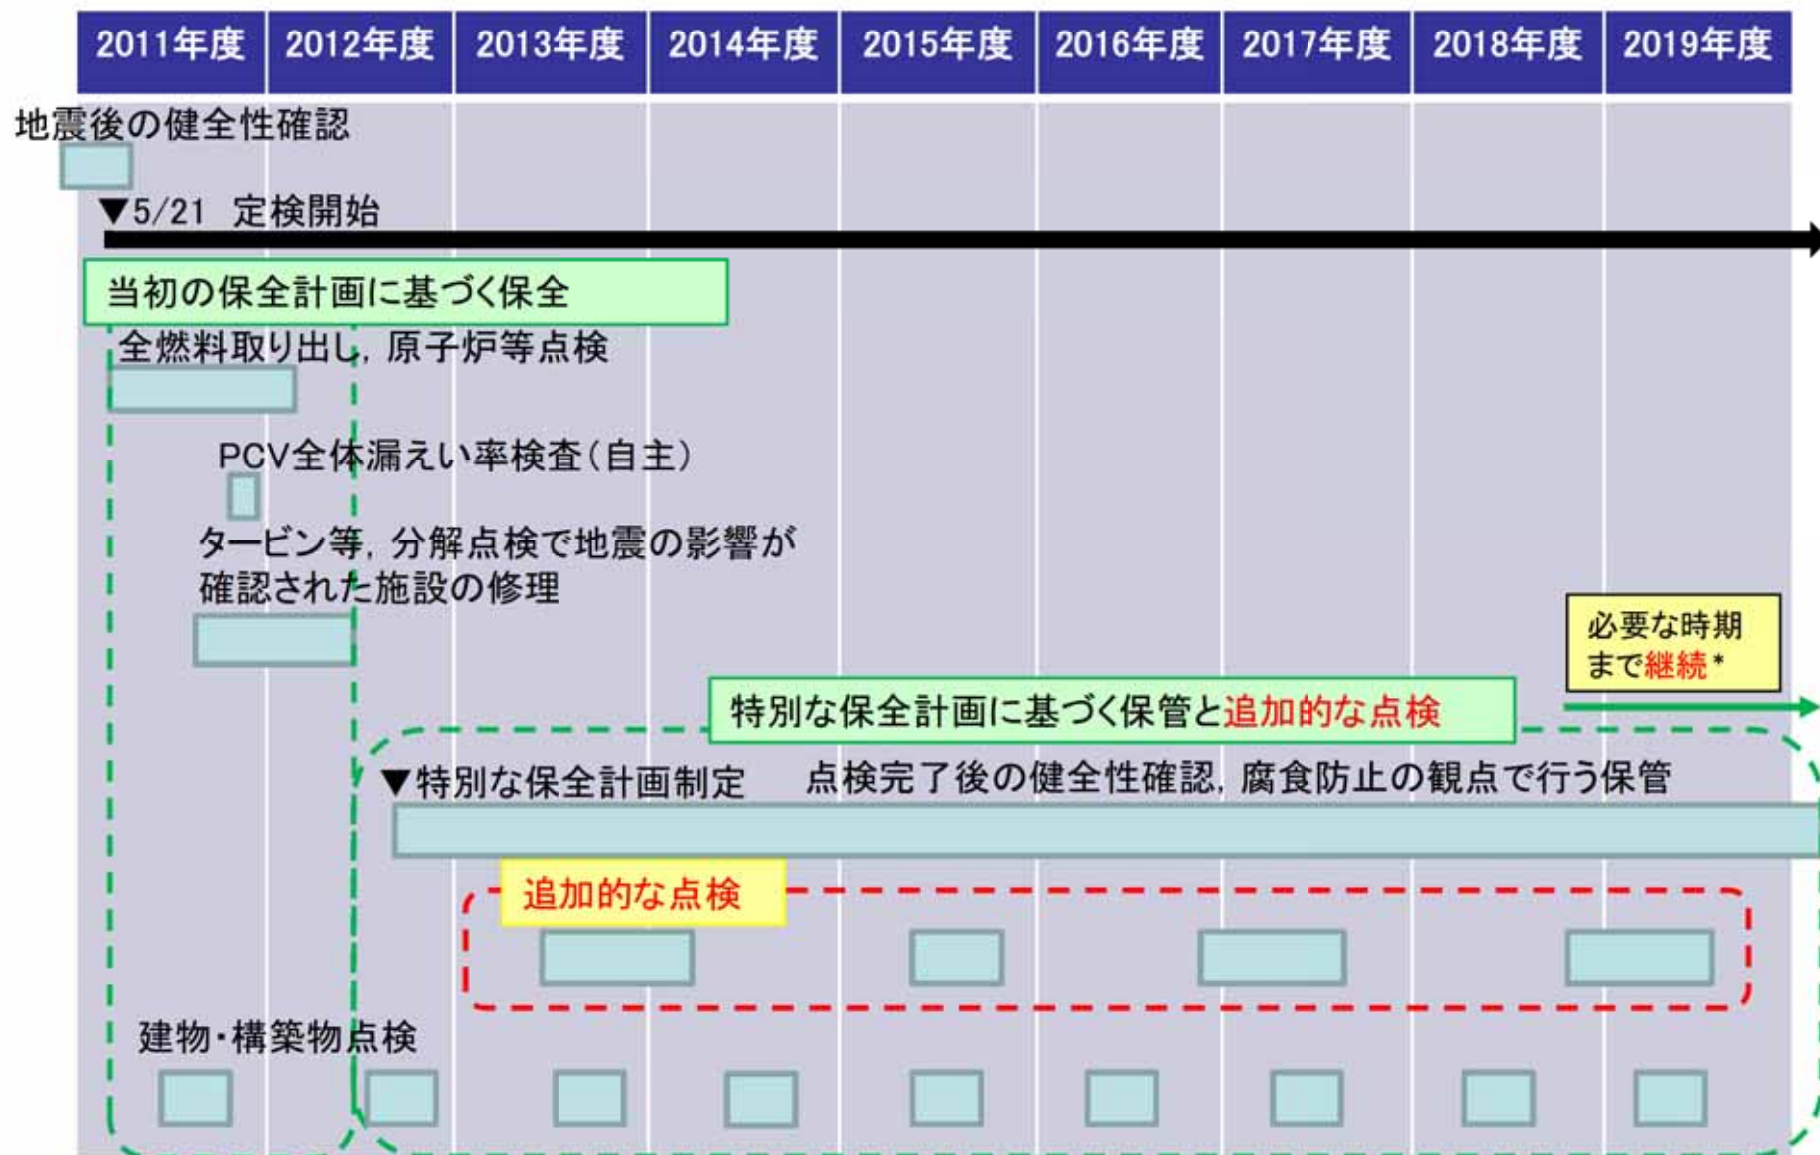 2011年度 2012年度 2013年度 2014年度 2015年度 2016年度 2017年度 2018年度 2019年度
地震後の健全性確認
▼5/21 定検開始
当初の保全計画に基づく保全
全燃料取り出し，原子炉等点検
PCV全体漏えい率検査（自主）
タービン等，分解点検で地震の影響が
確認された施設の修理
必要な時期
まで継続*
特別な保全計画に基づく保管と追加的な点検
▼特別な保全計画制定 点検完了後の健全性確認，腐食防止の観点で行う保管
追加的な点検
建物・構築物点検